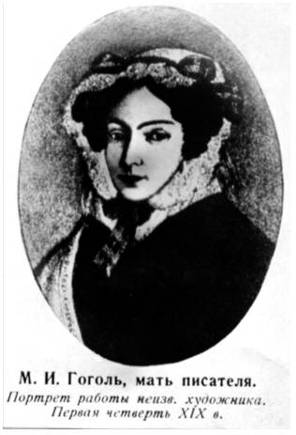 М. И. Гоголь, мать писателя.
Портрет работы неизв. художника.
Первая четверть XIX в.